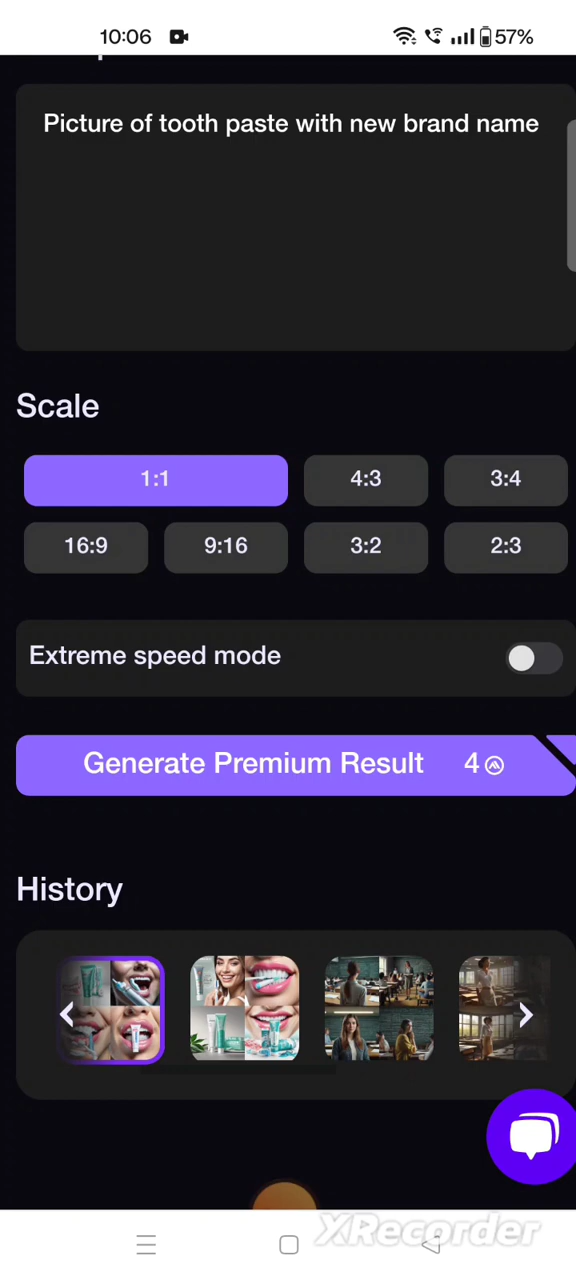 10:06 57%
Picture of tooth paste with new brand name
Scale
1:1 4:3 3:4
16:9 9:16 3:2 2:3
Extreme speed mode
Generate Premium Result 4
History
XRecorder